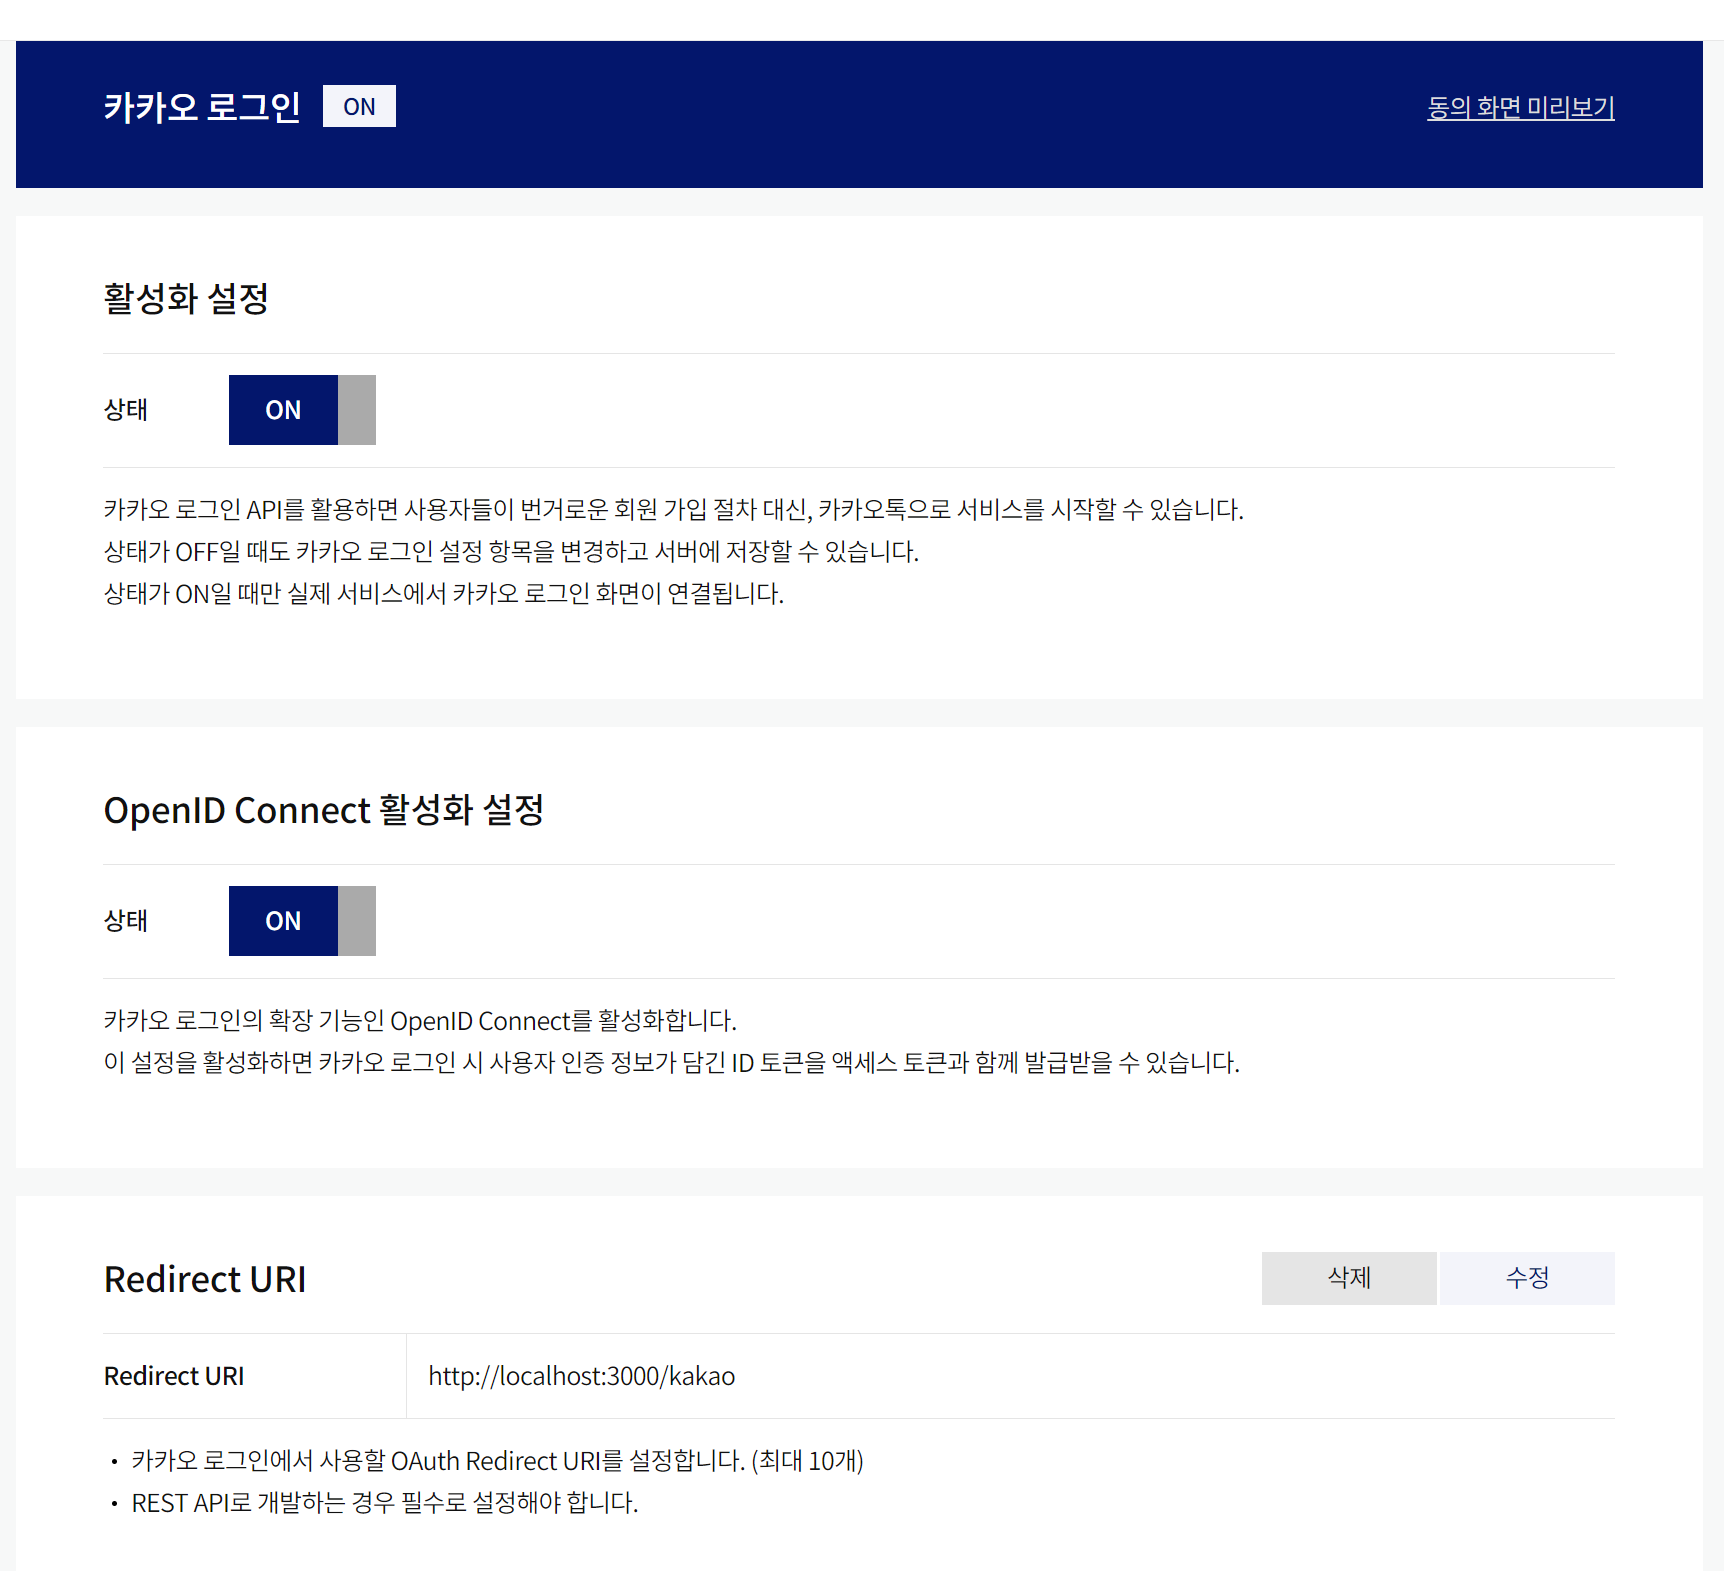 카카오 로그인 ON 동의 화면 미리보기
활성화 설정
상태 ON
카카오 로그인 API를 활용하면 사용자들이 번거로운 회원 가입 절차 대신, 카카오톡으로 서비스를 시작할 수 있습니다.
상태가 OFF일 때도 카카오 로그인 설정 항목을 변경하고 서버에 저장할 수 있습니다.
상태가 ON일 때만 실제 서비스에서 카카오 로그인 화면이 연결됩니다.
OpenID Connect 활성화 설정
상태 ON
카카오 로그인의 확장 기능인 OpenID Connect를 활성화합니다.
이 설정을 활성화하면 카카오 로그인 시 사용자 인증 정보가 담긴 ID 토큰을 액세스 토큰과 함께 발급받을 수 있습니다.
Redirect URI 삭제 수정
Redirect URI http://localhost:3000/kakao
• 카카오 로그인에서 사용할 OAuth Redirect URI를 설정합니다. (최대 10개)
• REST API로 개발하는 경우 필수로 설정해야 합니다.